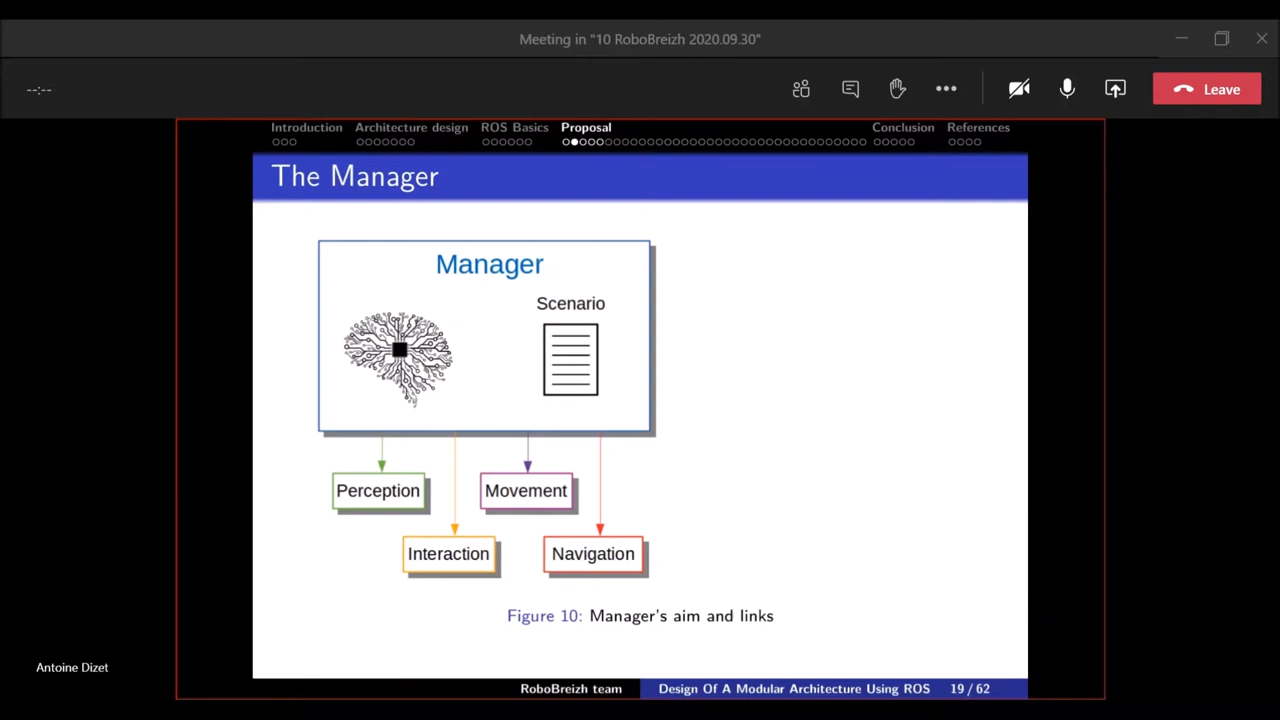 Meeting in "10 RoboBreizh 2020.09.30"
--:--
Leave
Introduction Architecture design ROS Basics Proposal Conclusion References
The Manager
Manager
Scenario
Perception Movement
Interaction Navigation
Figure 10: Manager's aim and links
Antoine Dizet
RoboBreizh team Design Of A Modular Architecture Using ROS 19 / 62